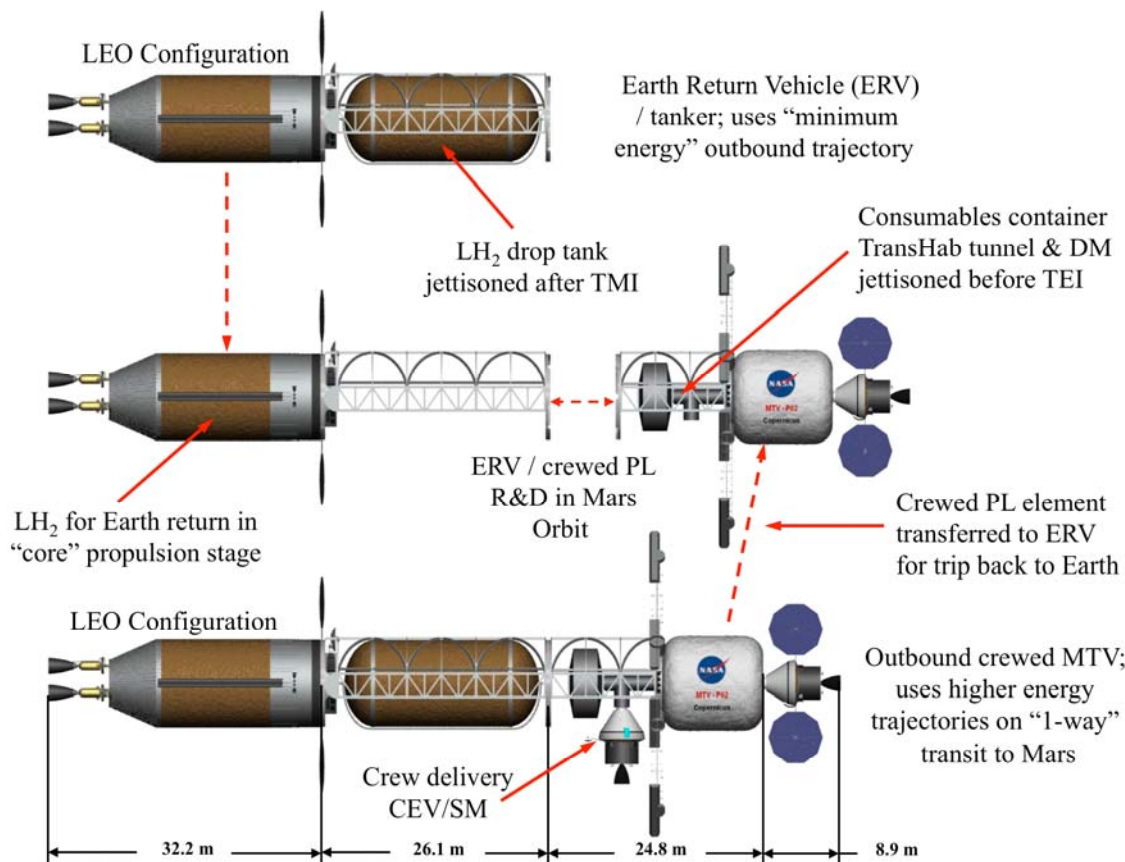 LEO Configuration
Earth Return Vehicle (ERV)
/ tanker; uses “minimum
energy” outbound trajectory
LH₂ drop tank
jettisoned after TMI
Consumables container
TransHab tunnel & DM
jettisoned before TEI
NASA
MTV - P02
Copernicus
ERV / crewed PL
R&D in Mars
Orbit
LH₂ for Earth return in
“core” propulsion stage
Crewed PL element
transferred to ERV
for trip back to Earth
LEO Configuration
NASA
MTV - P02
Copernicus
Outbound crewed MTV;
uses higher energy
trajectories on “1-way”
transit to Mars
Crew delivery
CEV/SM
32.2 m
26.1 m
24.8 m
8.9 m